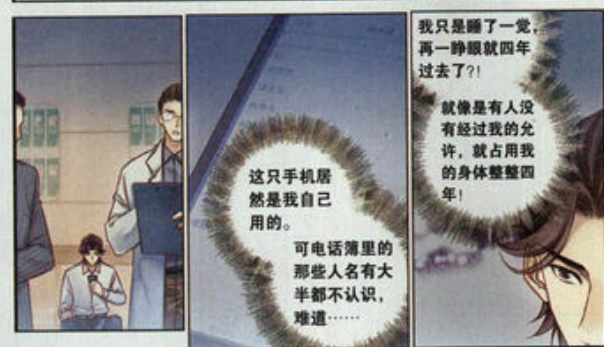 这只手机居
然是我自己
用的。
可电话簿里的
那些人名有大
半都不认识，
难道……
我只是睡了一觉，
再一睁眼就四年
过去了?!
就像是有人没
有经过我的允
许，就占用我
的身体整整四
年！